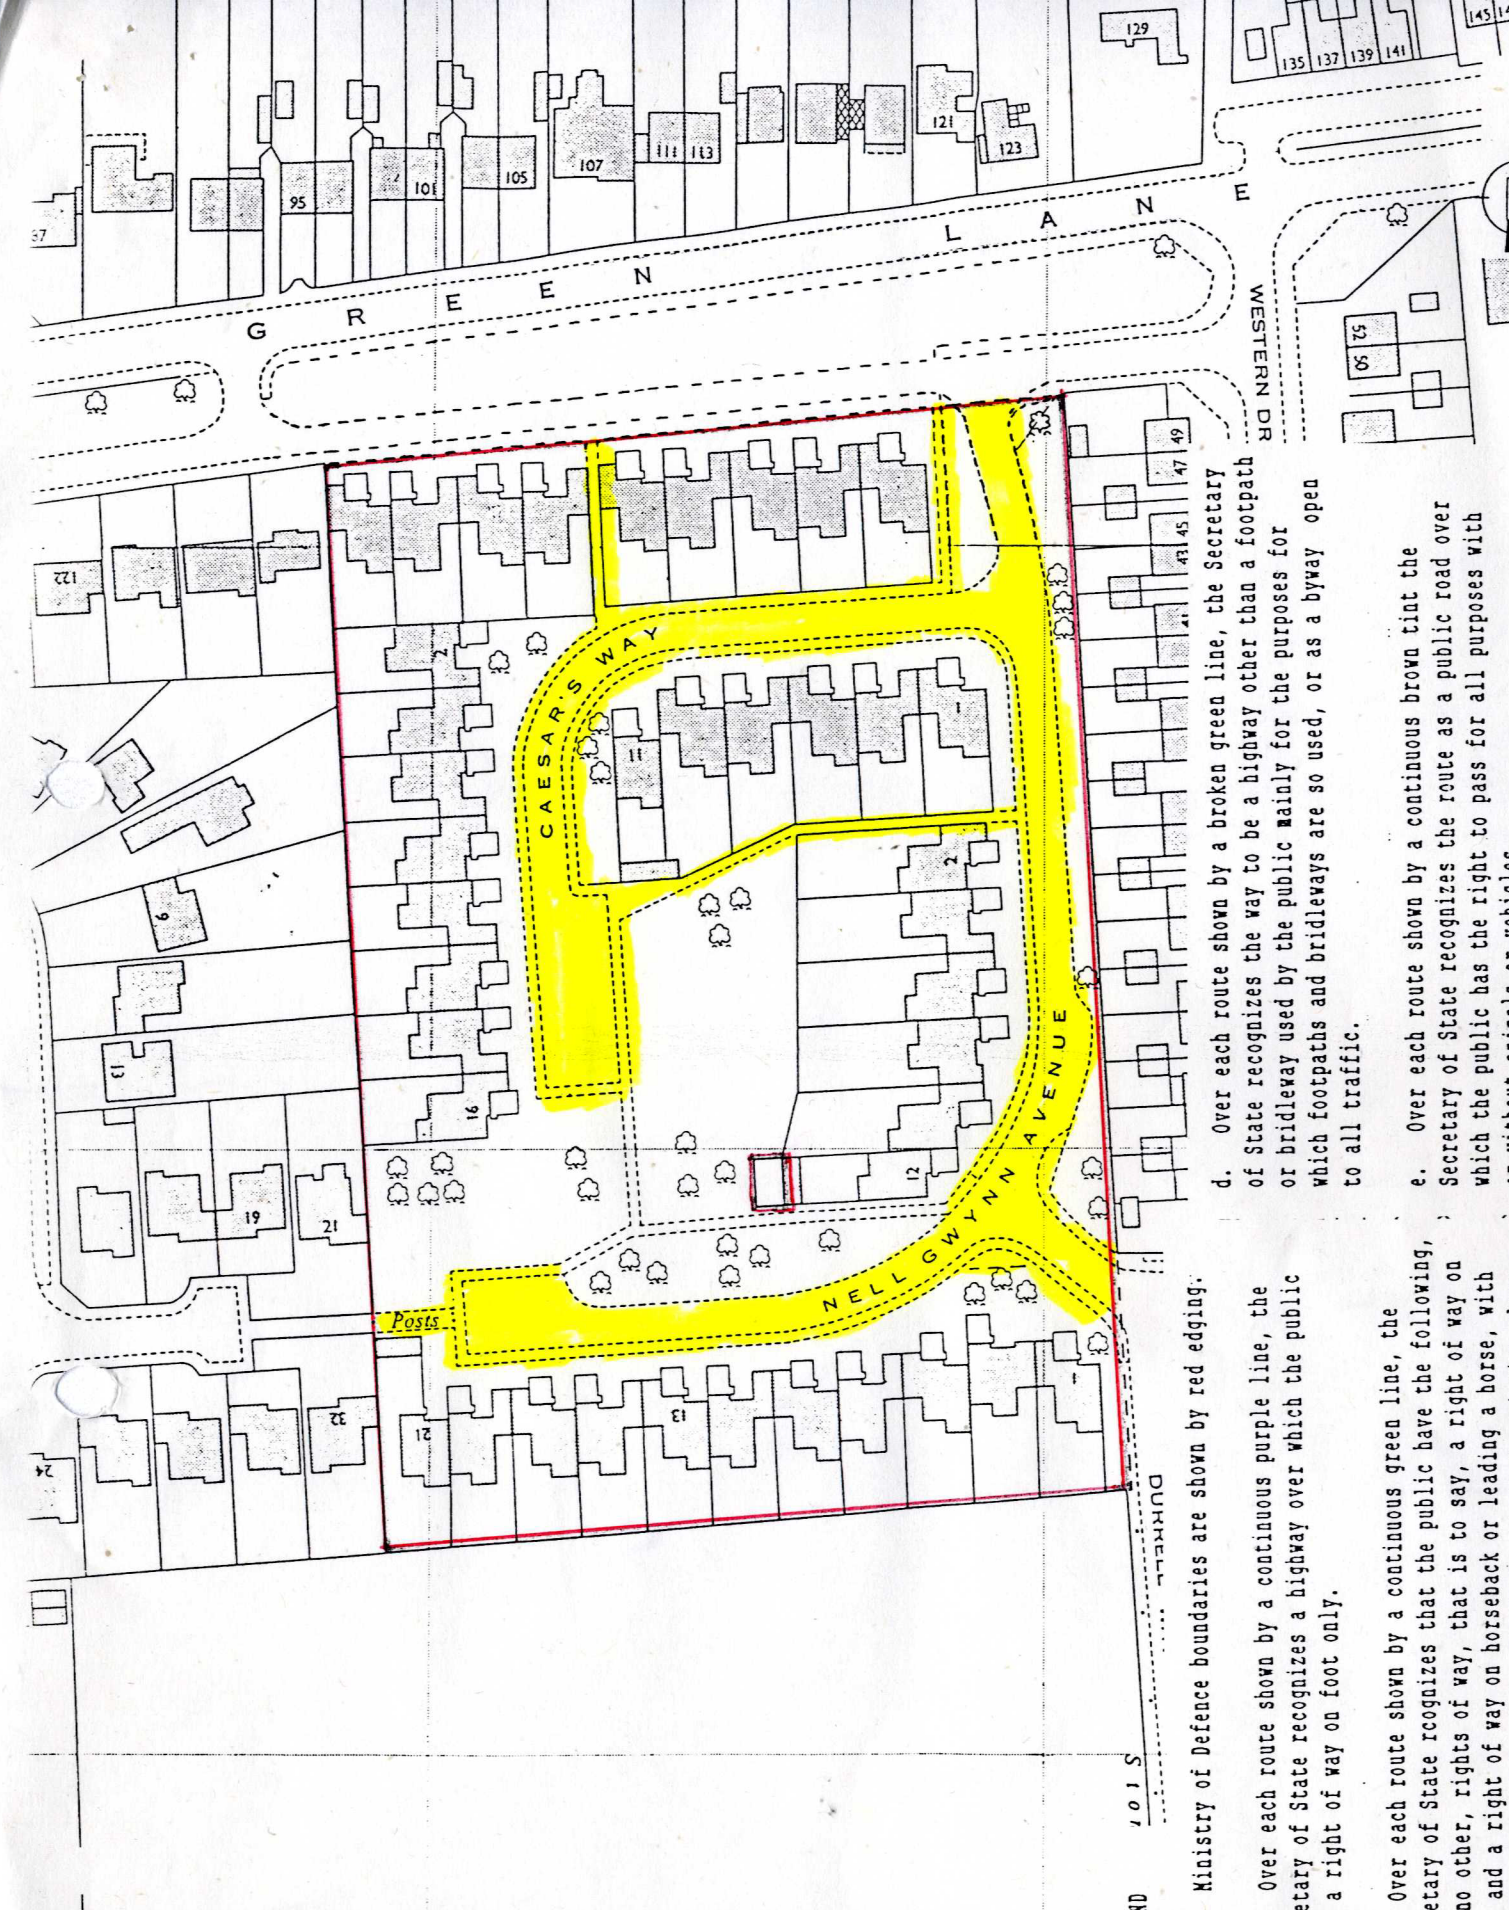 129
135 137 139 141 145
121
123
107
111 113
105
101
95
37
GREEN LANE
WESTERN DR
52
50
49
47
45
43
41
122
2
CAESAR'S WAY
11
1
2
9
13
16
12
19
21
NELL GWYNN AVENUE
Posts
32
24
21
13
1
DURRELL
Ministry of Defence boundaries are shown by red edging.
Over each route shown by a continuous purple line, the
etary of State recognizes a highway over which the public
a right of way on foot only.
Over each route shown by a continuous green line, the
etary of State rcognizes that the public have the following,
no other, rights of way, that is to say, a right of way on
and a right of way on horseback or leading a horse, with
d. Over each route shown by a broken green line, the Secretary
of State recognizes the way to be a highway other than a footpath
or bridleway used by the public mainly for the purposes for
which footpaths and bridleways are so used, or as a byway open
to all traffic.
e. Over each route shown by a continuous brown tint the
Secretary of State recognizes the route as a public road over
which the public has the right to pass for all purposes with